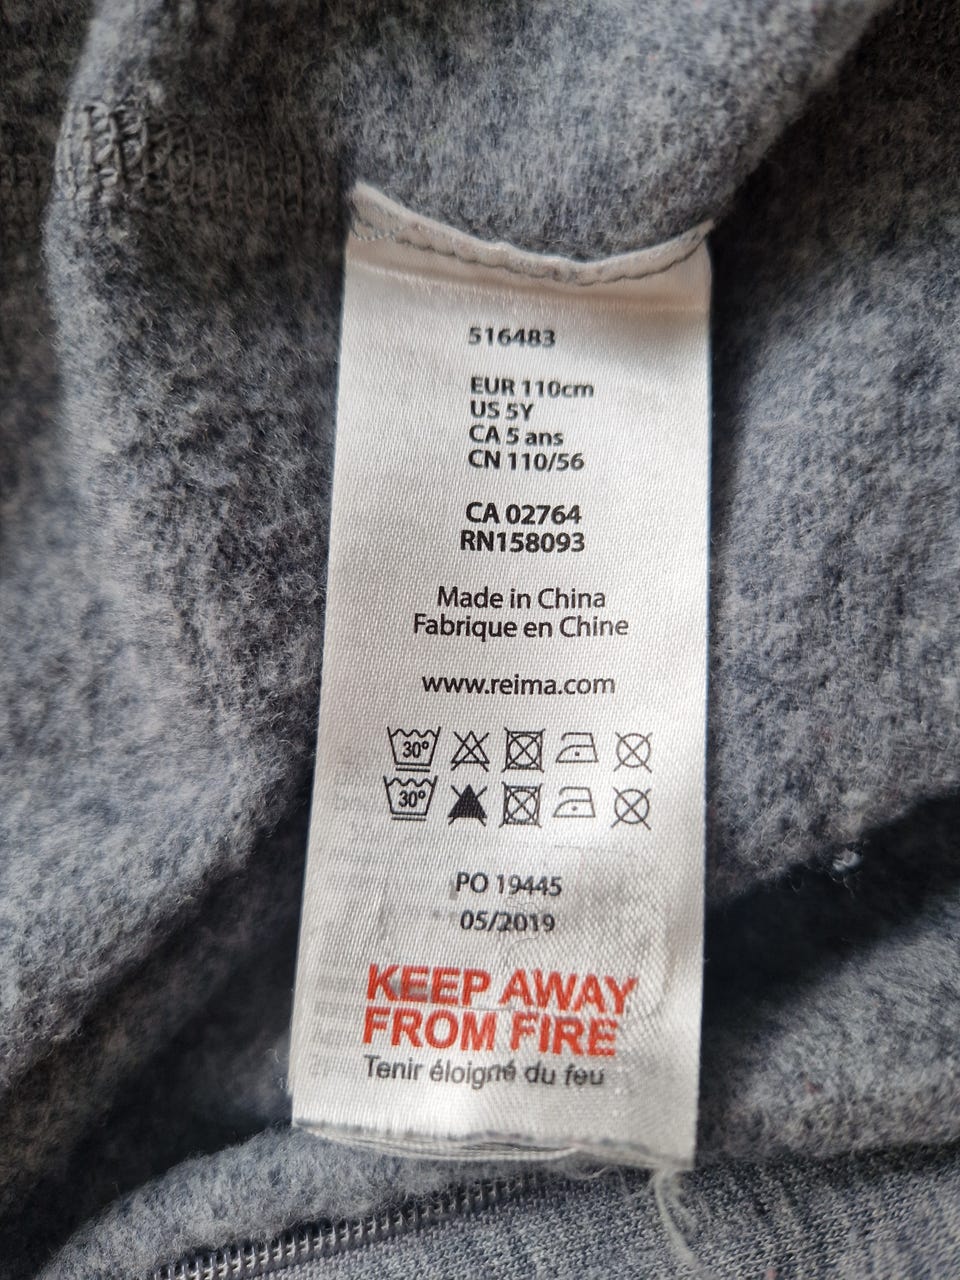 516483
EUR 110cm
US 5Y
CA 5 ans
CN 110/56
CA 02764
RN158093
Made in China
Fabrique en Chine
www.reima.com
30°
30°
PO 19445
05/2019
KEEP AWAY
FROM FIRE
Tenir éloigné du feu